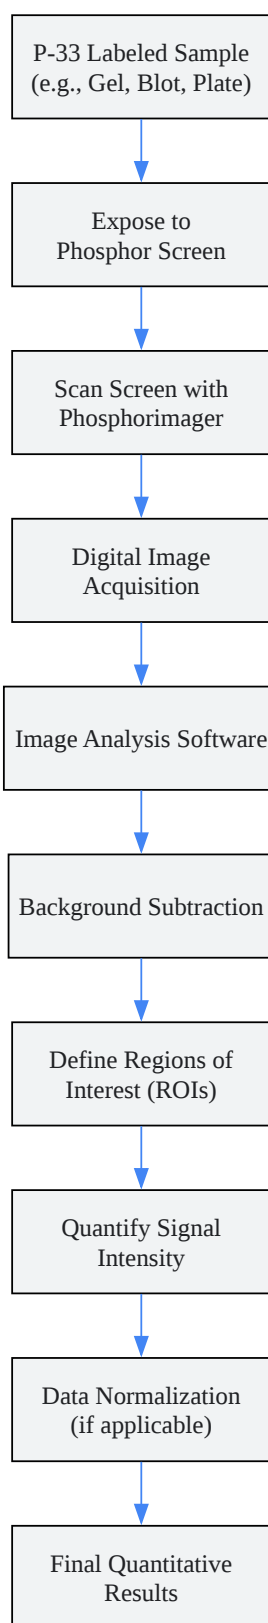 P-33 Labeled Sample
(e.g., Gel, Blot, Plate)
Expose to
Phosphor Screen
Scan Screen with
Phosphorimager
Digital Image
Acquisition
Image Analysis Software
Background Subtraction
Define Regions of
Interest (ROIs)
Quantify Signal
Intensity
Data Normalization
(if applicable)
Final Quantitative
Results